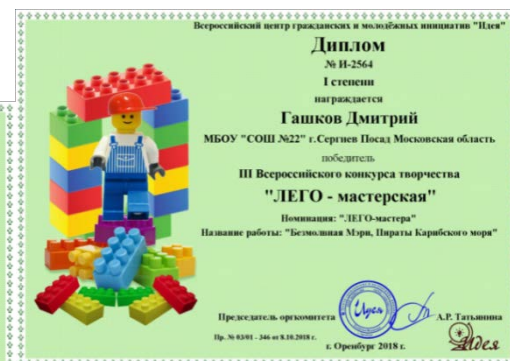 Всероссийский центр гражданских и молодёжных инициатив "Идея"
Диплом
№ И-2564
I степени
награждается
Гашков Дмитрий
МБОУ "СОШ №22" г.Сергиев Посад Московская область
победитель
III Всероссийского конкурса творчества
"ЛЕГО - мастерская"
Номинация: "ЛЕГО-мастера"
Название работы: "Безмолвная Мэри, Пираты Карибского моря"
Идея
Председатель оргкомитета
А.Р. Татьянина
Пр. № 03/01 - J46 от 8.10.2018 г.
г. Оренбург 2018 г.
Идея